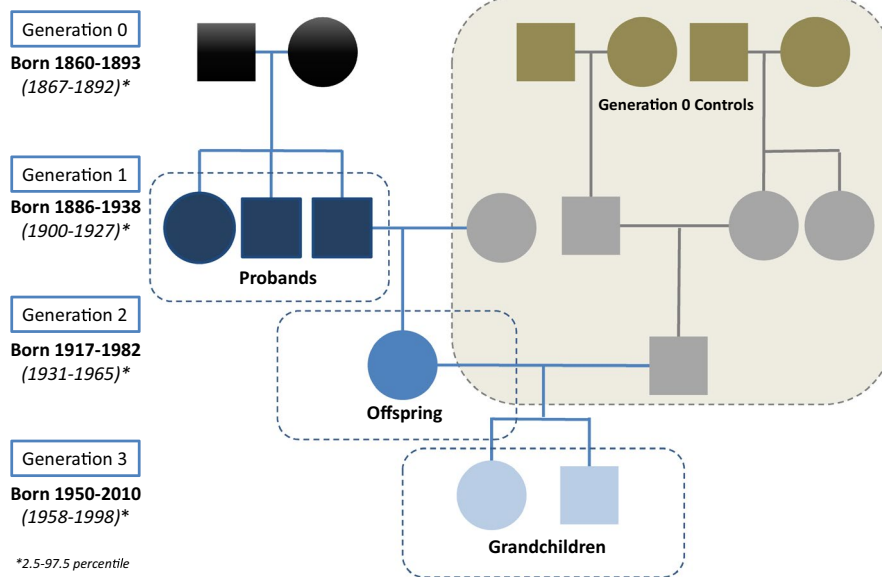 Generation 0
Born 1860-1893
(1867-1892)*
Generation 0 Controls
Generation 1
Born 1886-1938
(1900-1927)*
Probands
Generation 2
Born 1917-1982
(1931-1965)*
Offspring
Generation 3
Born 1950-2010
(1958-1998)*
Grandchildren
*2.5-97.5 percentile